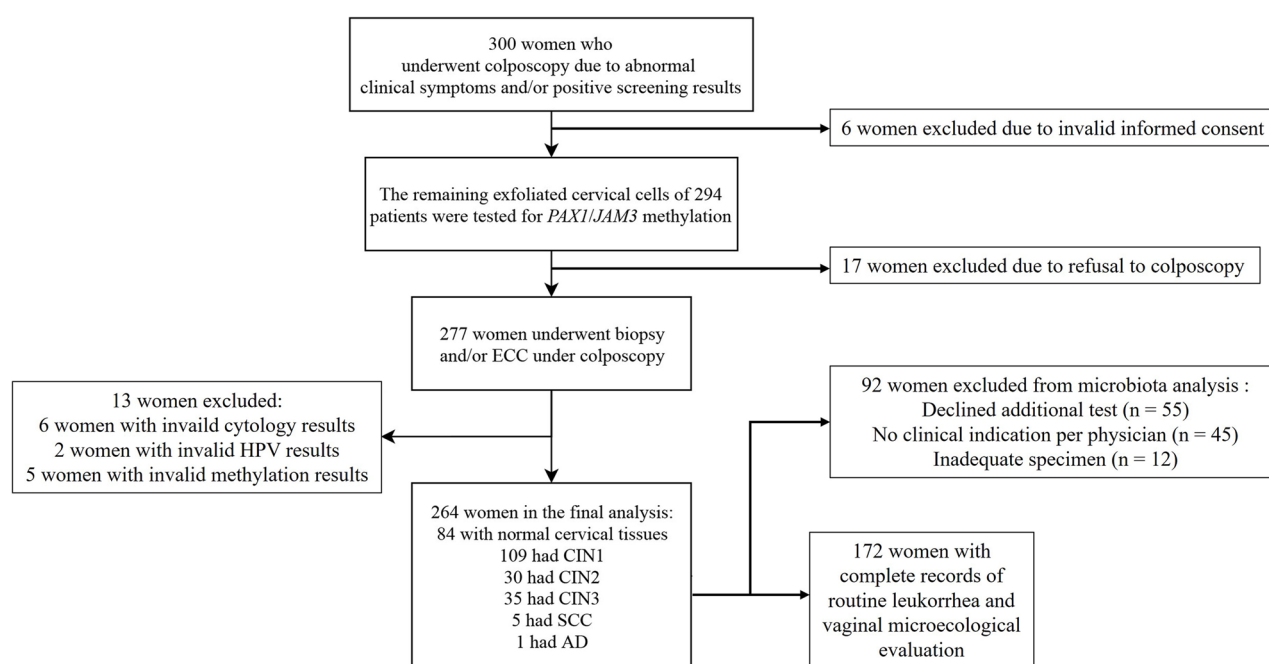 300 women who
underwent colposcopy due to abnormal
clinical symptoms and/or positive screening results
6 women excluded due to invalid informed consent
The remaining exfoliated cervical cells of 294
patients were tested for PAX1/JAM3 methylation
17 women excluded due to refusal to colposcopy
277 women underwent biopsy
and/or ECC under colposcopy
13 women excluded:
6 women with invaild cytology results
2 women with invalid HPV results
5 women with invalid methylation results
92 women excluded from microbiota analysis :
Declined additional test (n = 55)
No clinical indication per physician (n = 45)
Inadequate specimen (n = 12)
264 women in the final analysis:
84 with normal cervical tissues
109 had CIN1
30 had CIN2
35 had CIN3
5 had SCC
1 had AD
172 women with
complete records of
routine leukorrhea and
vaginal microecological
evaluation